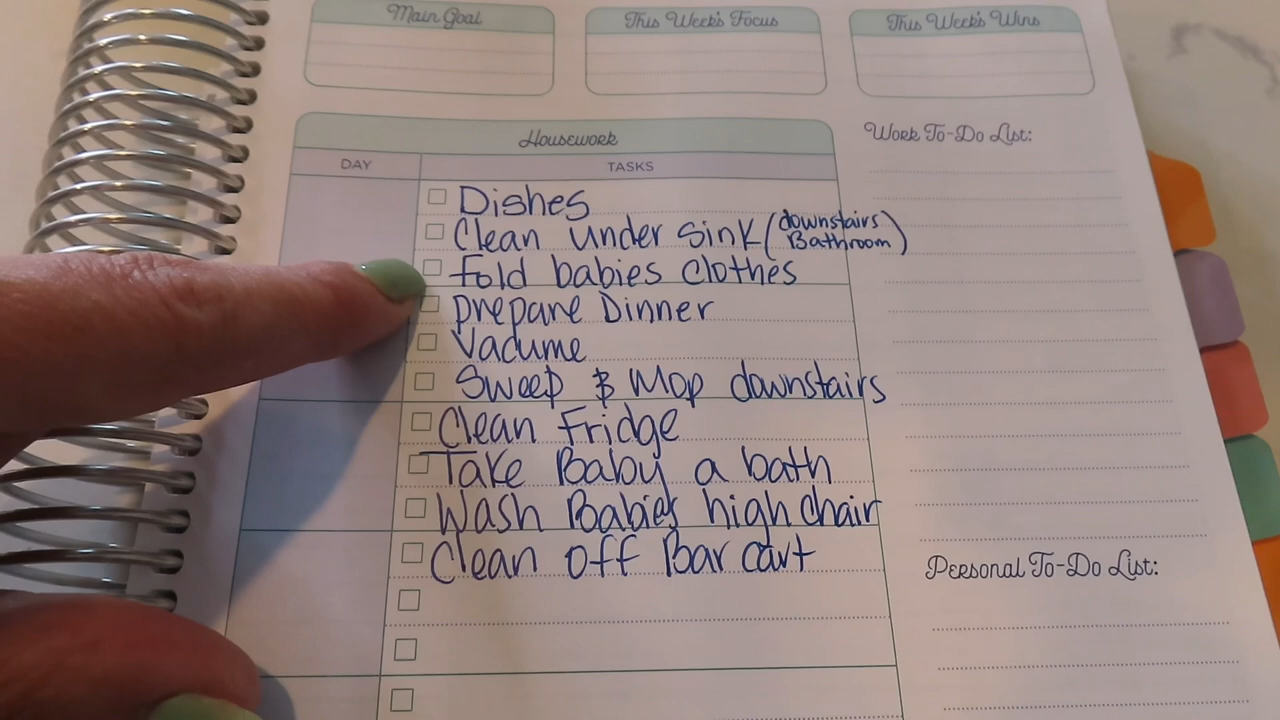 Main Goal
This Week's Focus
This Week's Wins
Housework
DAY
TASKS
Dishes
Clean under sink (downstairs Bathroom)
fold babies clothes
prepare Dinner
Vacume
Sweep & Mop downstairs
Clean Fridge
Take Baby a bath
Wash Babies high chair
Clean off Bar cart
Work To-Do List:
Personal To-Do List: